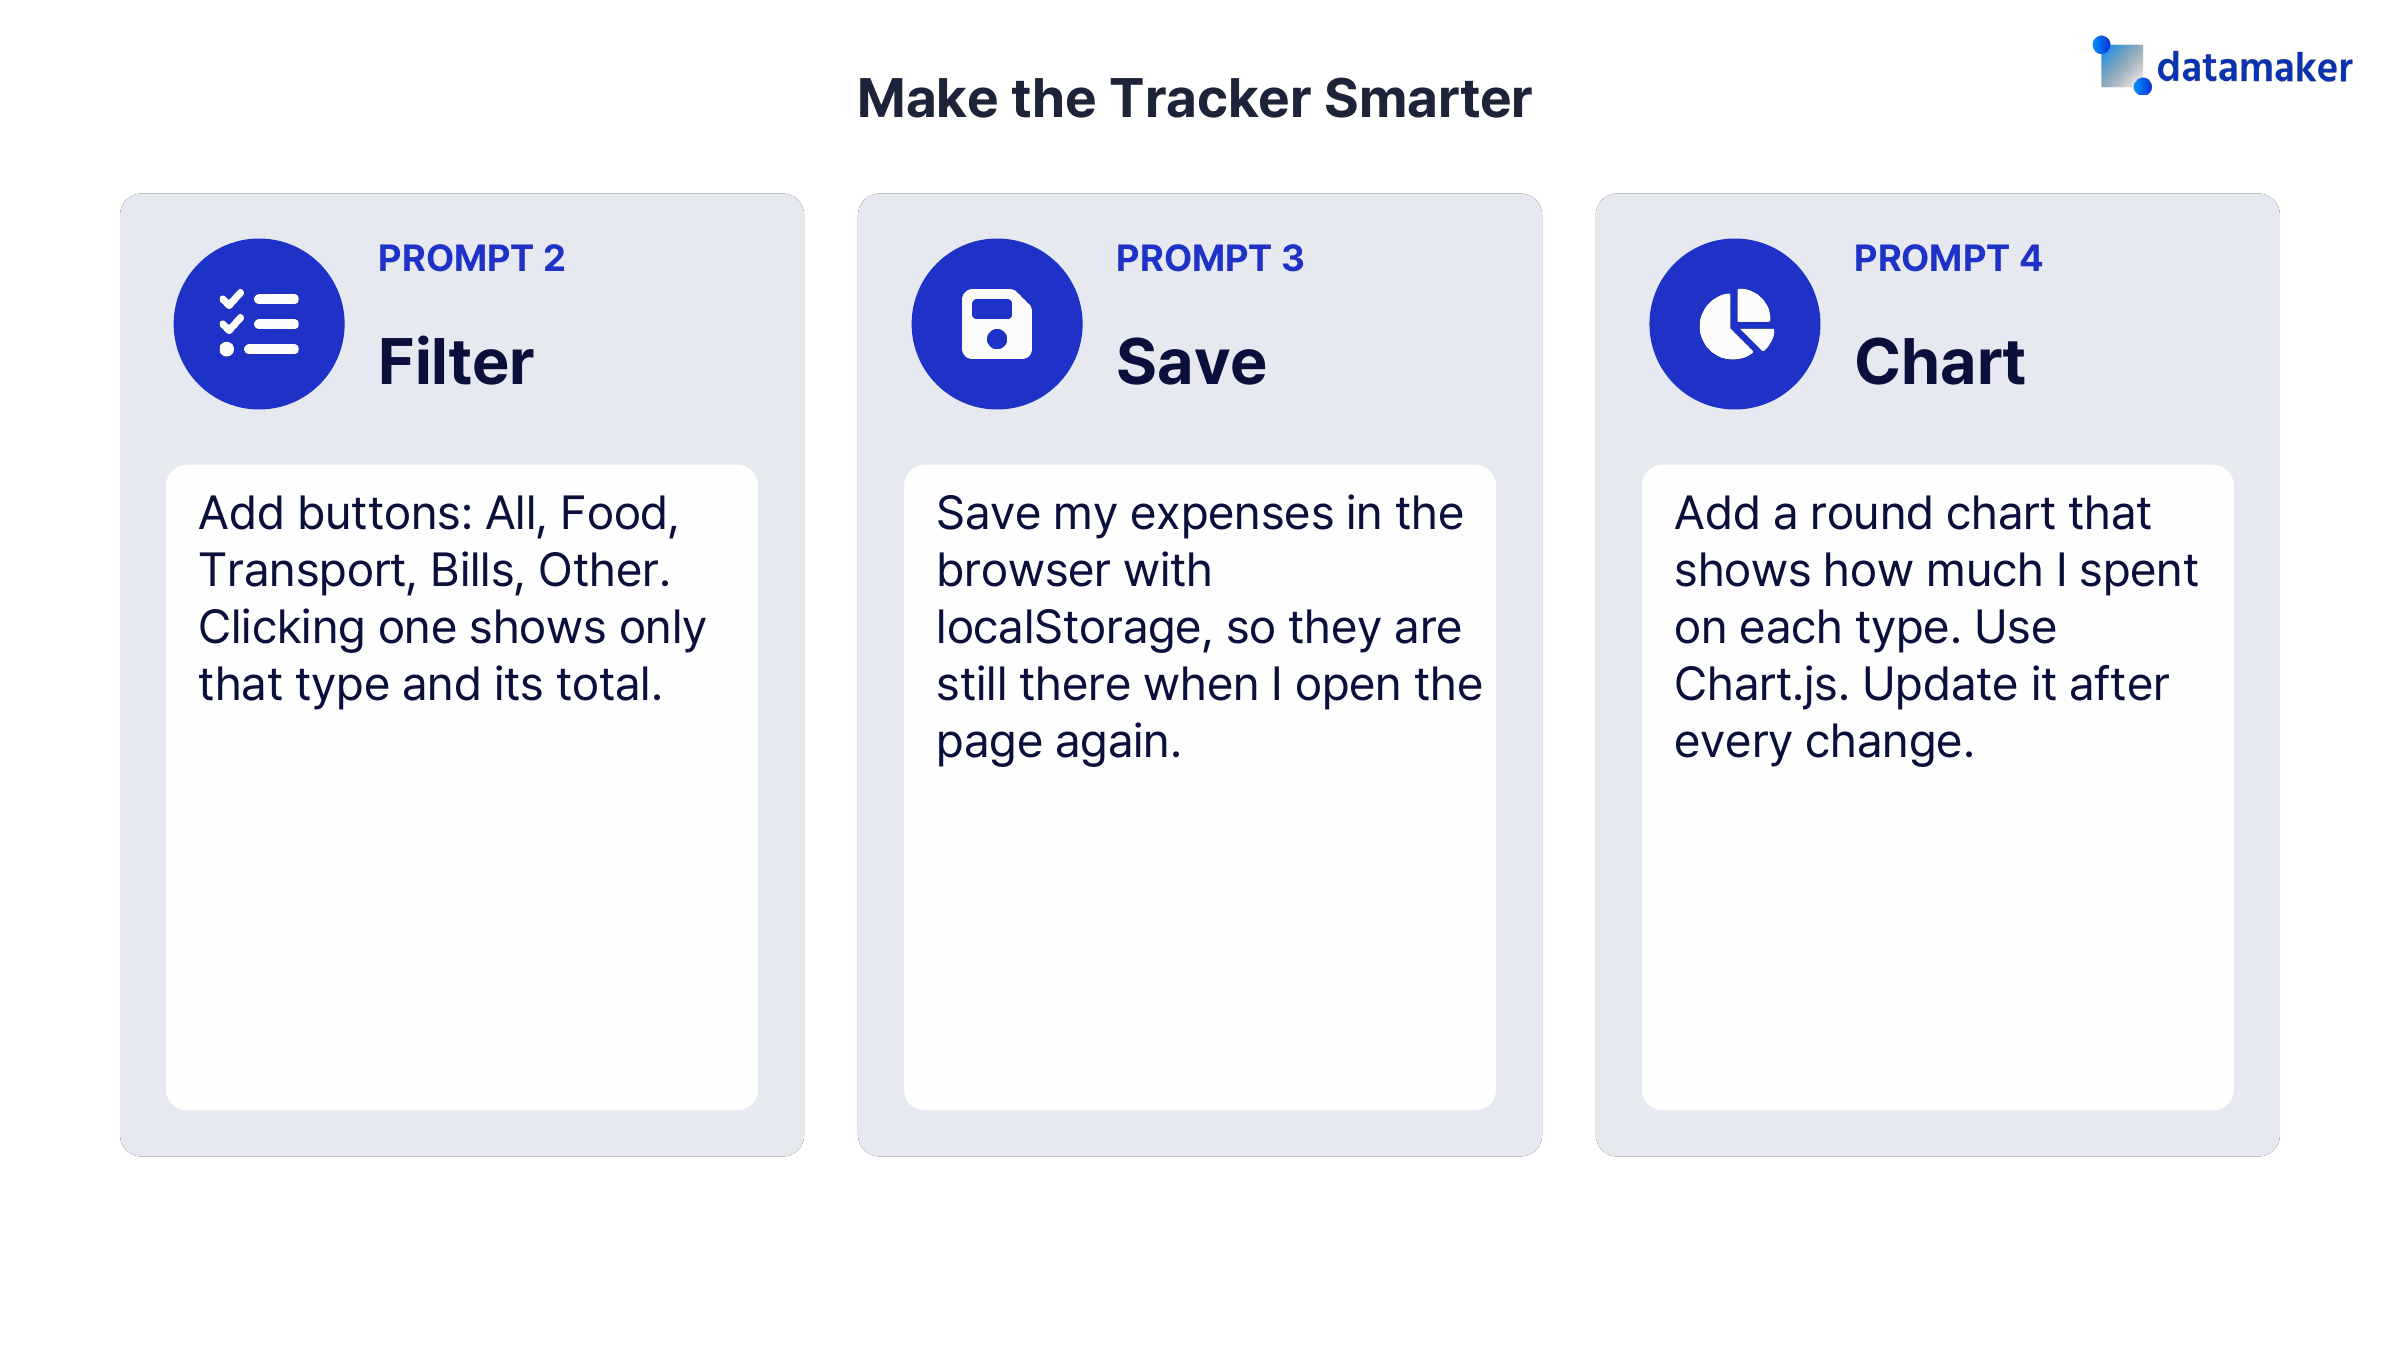 datamaker
Make the Tracker Smarter
PROMPT 2
Filter
Add buttons: All, Food,
Transport, Bills, Other.
Clicking one shows only
that type and its total.
PROMPT 3
Save
Save my expenses in the
browser with
localStorage, so they are
still there when I open the
page again.
PROMPT 4
Chart
Add a round chart that
shows how much I spent
on each type. Use
Chart.js. Update it after
every change.